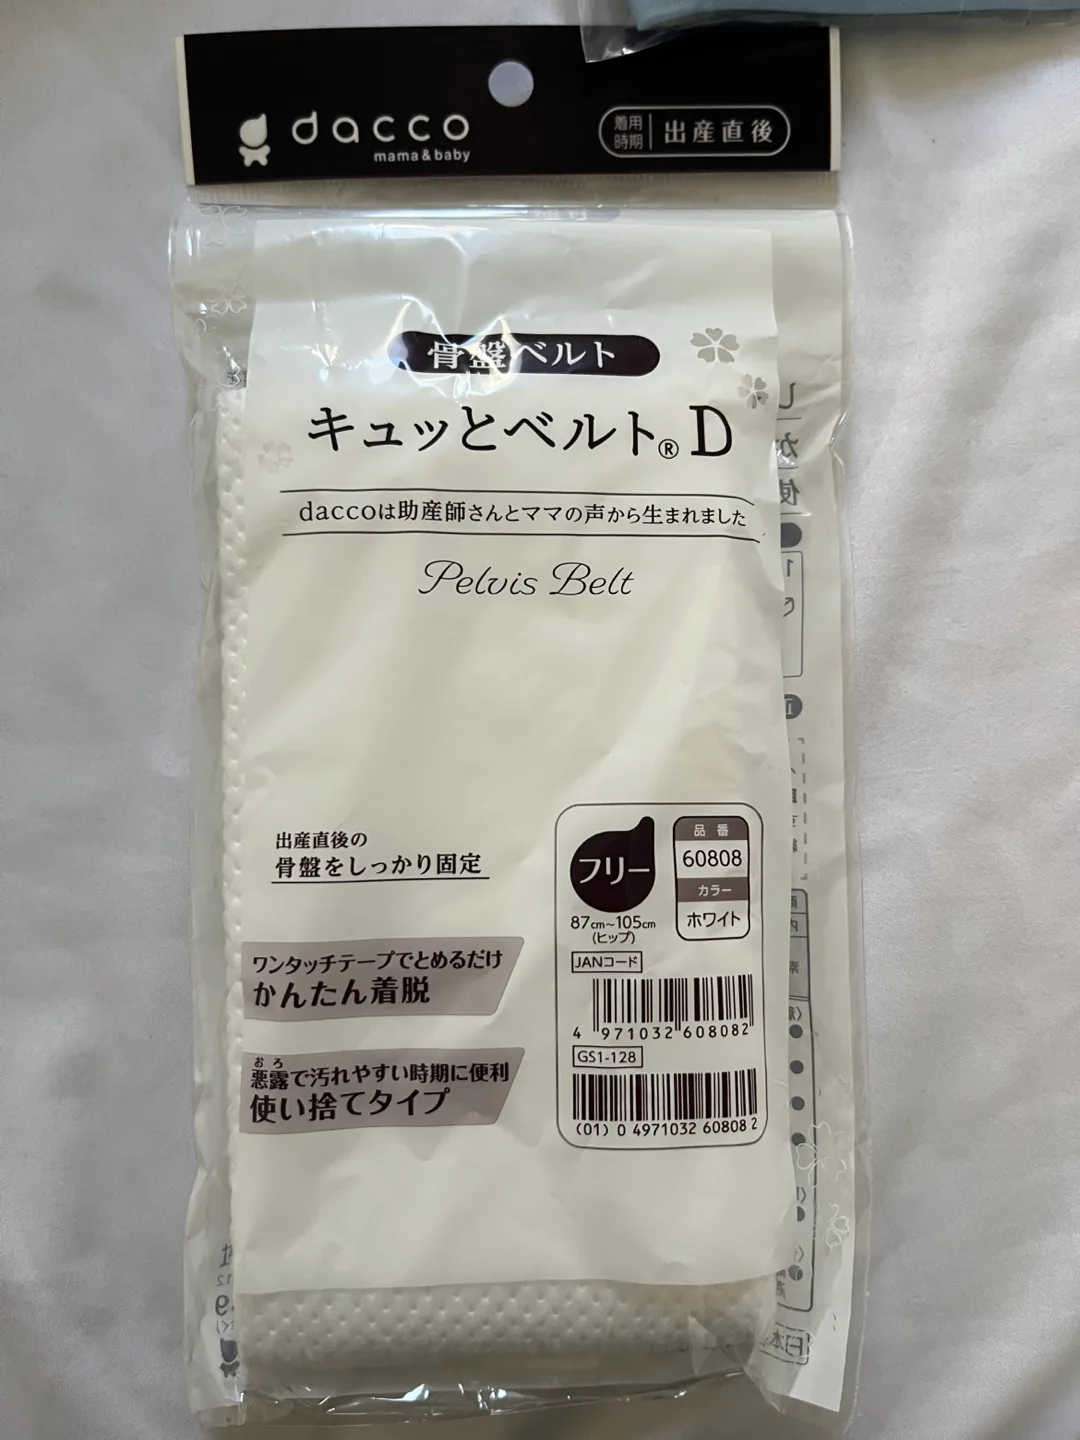 dacco
mama & baby
着用時期
出産直後
骨盤ベルト
キュッとベルト® D
daccoは助産師さんとママの声から生まれました
Pelvis Belt
出産直後の
骨盤をしっかり固定
ワンタッチテープでとめるだけ
かんたん着脱
おろ
悪露で汚れやすい時期に便利
使い捨てタイプ
フリー
87cm~105cm
(ヒップ)
品番
60808
カラー
ホワイト
JANコード
4 971032 608082
GS1-128
(01) 0 4971032 60808 2